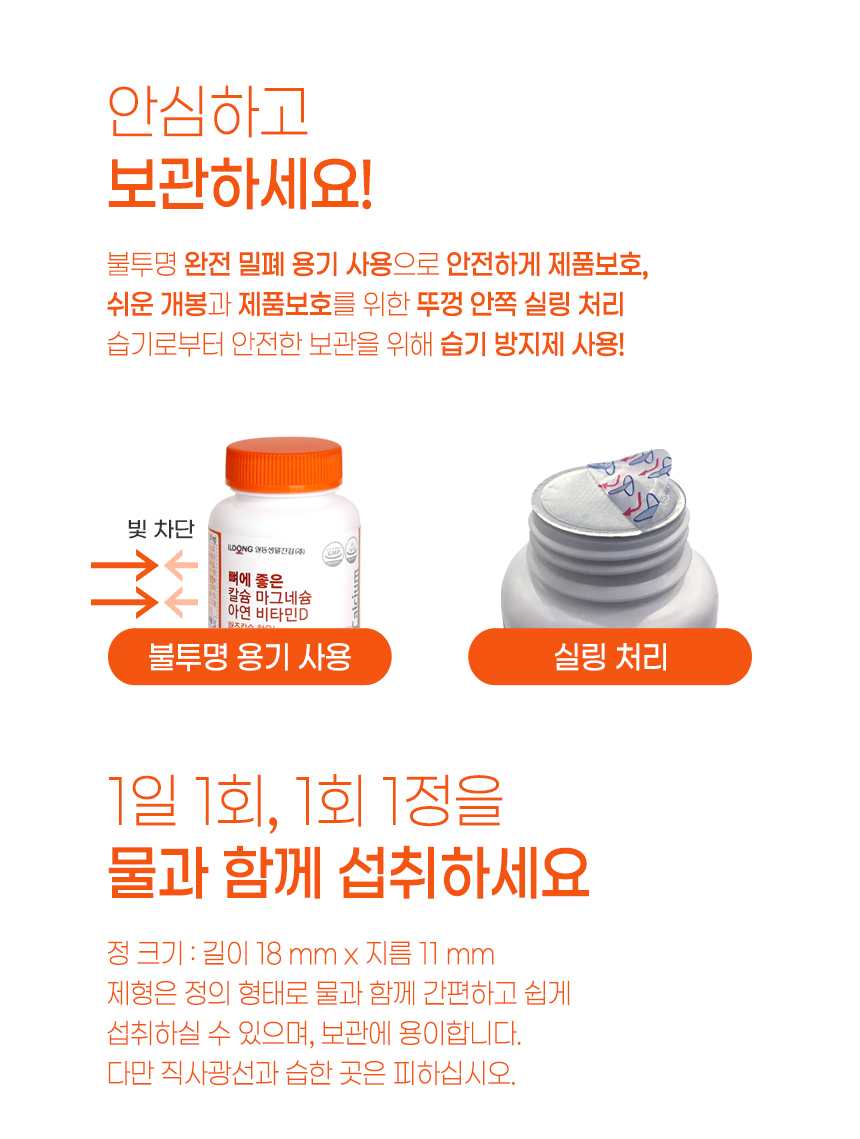 안심하고
보관하세요!
불투명 완전 밀폐 용기 사용으로 안전하게 제품보호,
쉬운 개봉과 제품보호를 위한 뚜껑 안쪽 실링 처리
습기로부터 안전한 보관을 위해 습기 방지제 사용!
빛 차단
ILDONG 일동생활건강(주)
GMP
뼈에 좋은
칼슘 마그네슘
아연 비타민D
해조칼슘
calcium
불투명 용기 사용
실링 처리
1일 1회, 1회 1정을
물과 함께 섭취하세요
정 크기 : 길이 18 mm x 지름 11 mm
제형은 정의 형태로 물과 함께 간편하고 쉽게
섭취하실 수 있으며, 보관에 용이합니다.
다만 직사광선과 습한 곳은 피하십시오.